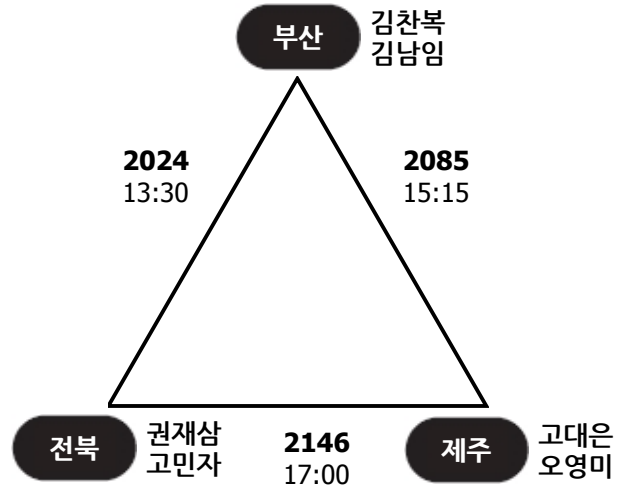 부산
김찬복
김남임
2024
13:30
2085
15:15
전북
권재삼
고민자
2146
17:00
제주
고대은
오영미